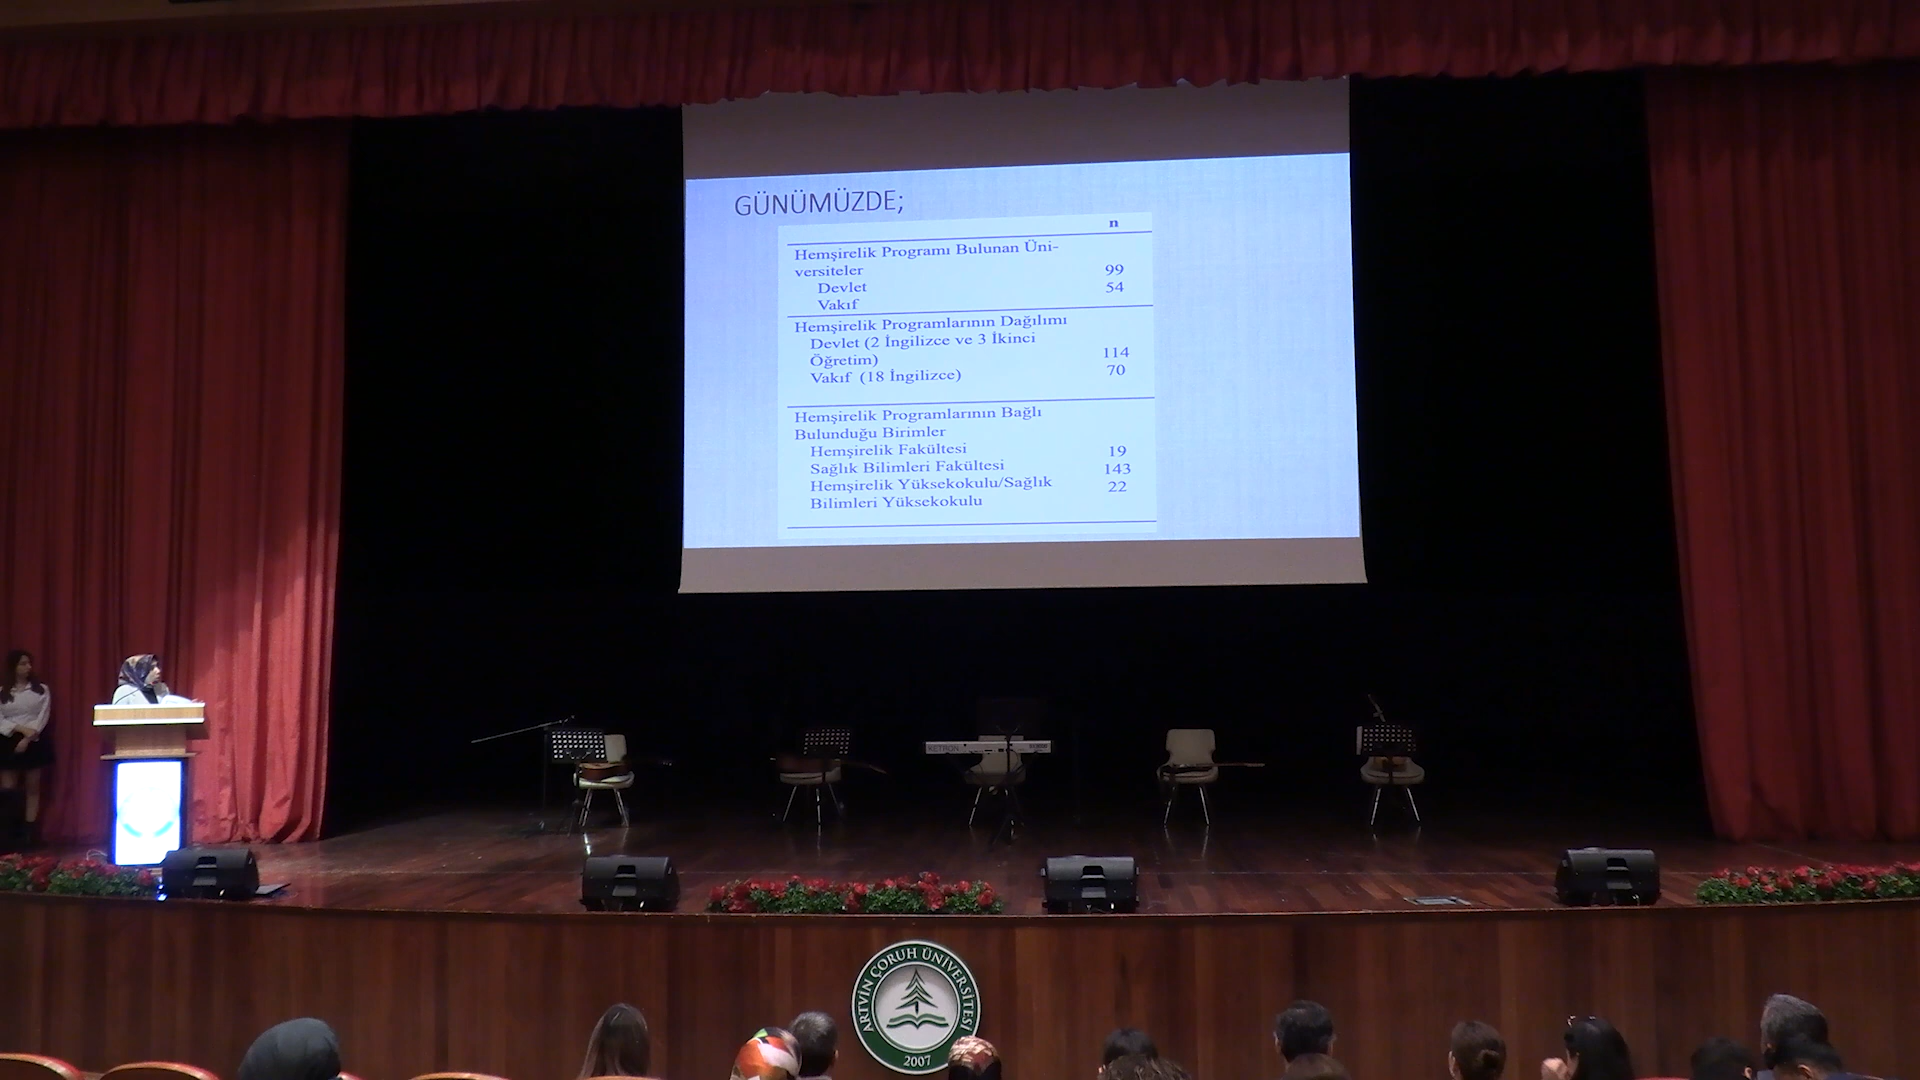 GÜNÜMÜZDE;
n
Hemşirelik Programı Bulunan Üni-
versiteler 99
Devlet 54
Vakıf
Hemşirelik Programlarının Dağılımı
Devlet (2 İngilizce ve 3 İkinci
Öğretim) 114
Vakıf (18 İngilizce) 70
Hemşirelik Programlarının Bağlı
Bulunduğu Birimler
Hemşirelik Fakültesi 19
Sağlık Bilimleri Fakültesi 143
Hemşirelik Yüksekokulu/Sağlık 22
Bilimleri Yüksekokulu
KETRON
ARTVİN ÇORUH ÜNİVERSİTESİ
2007